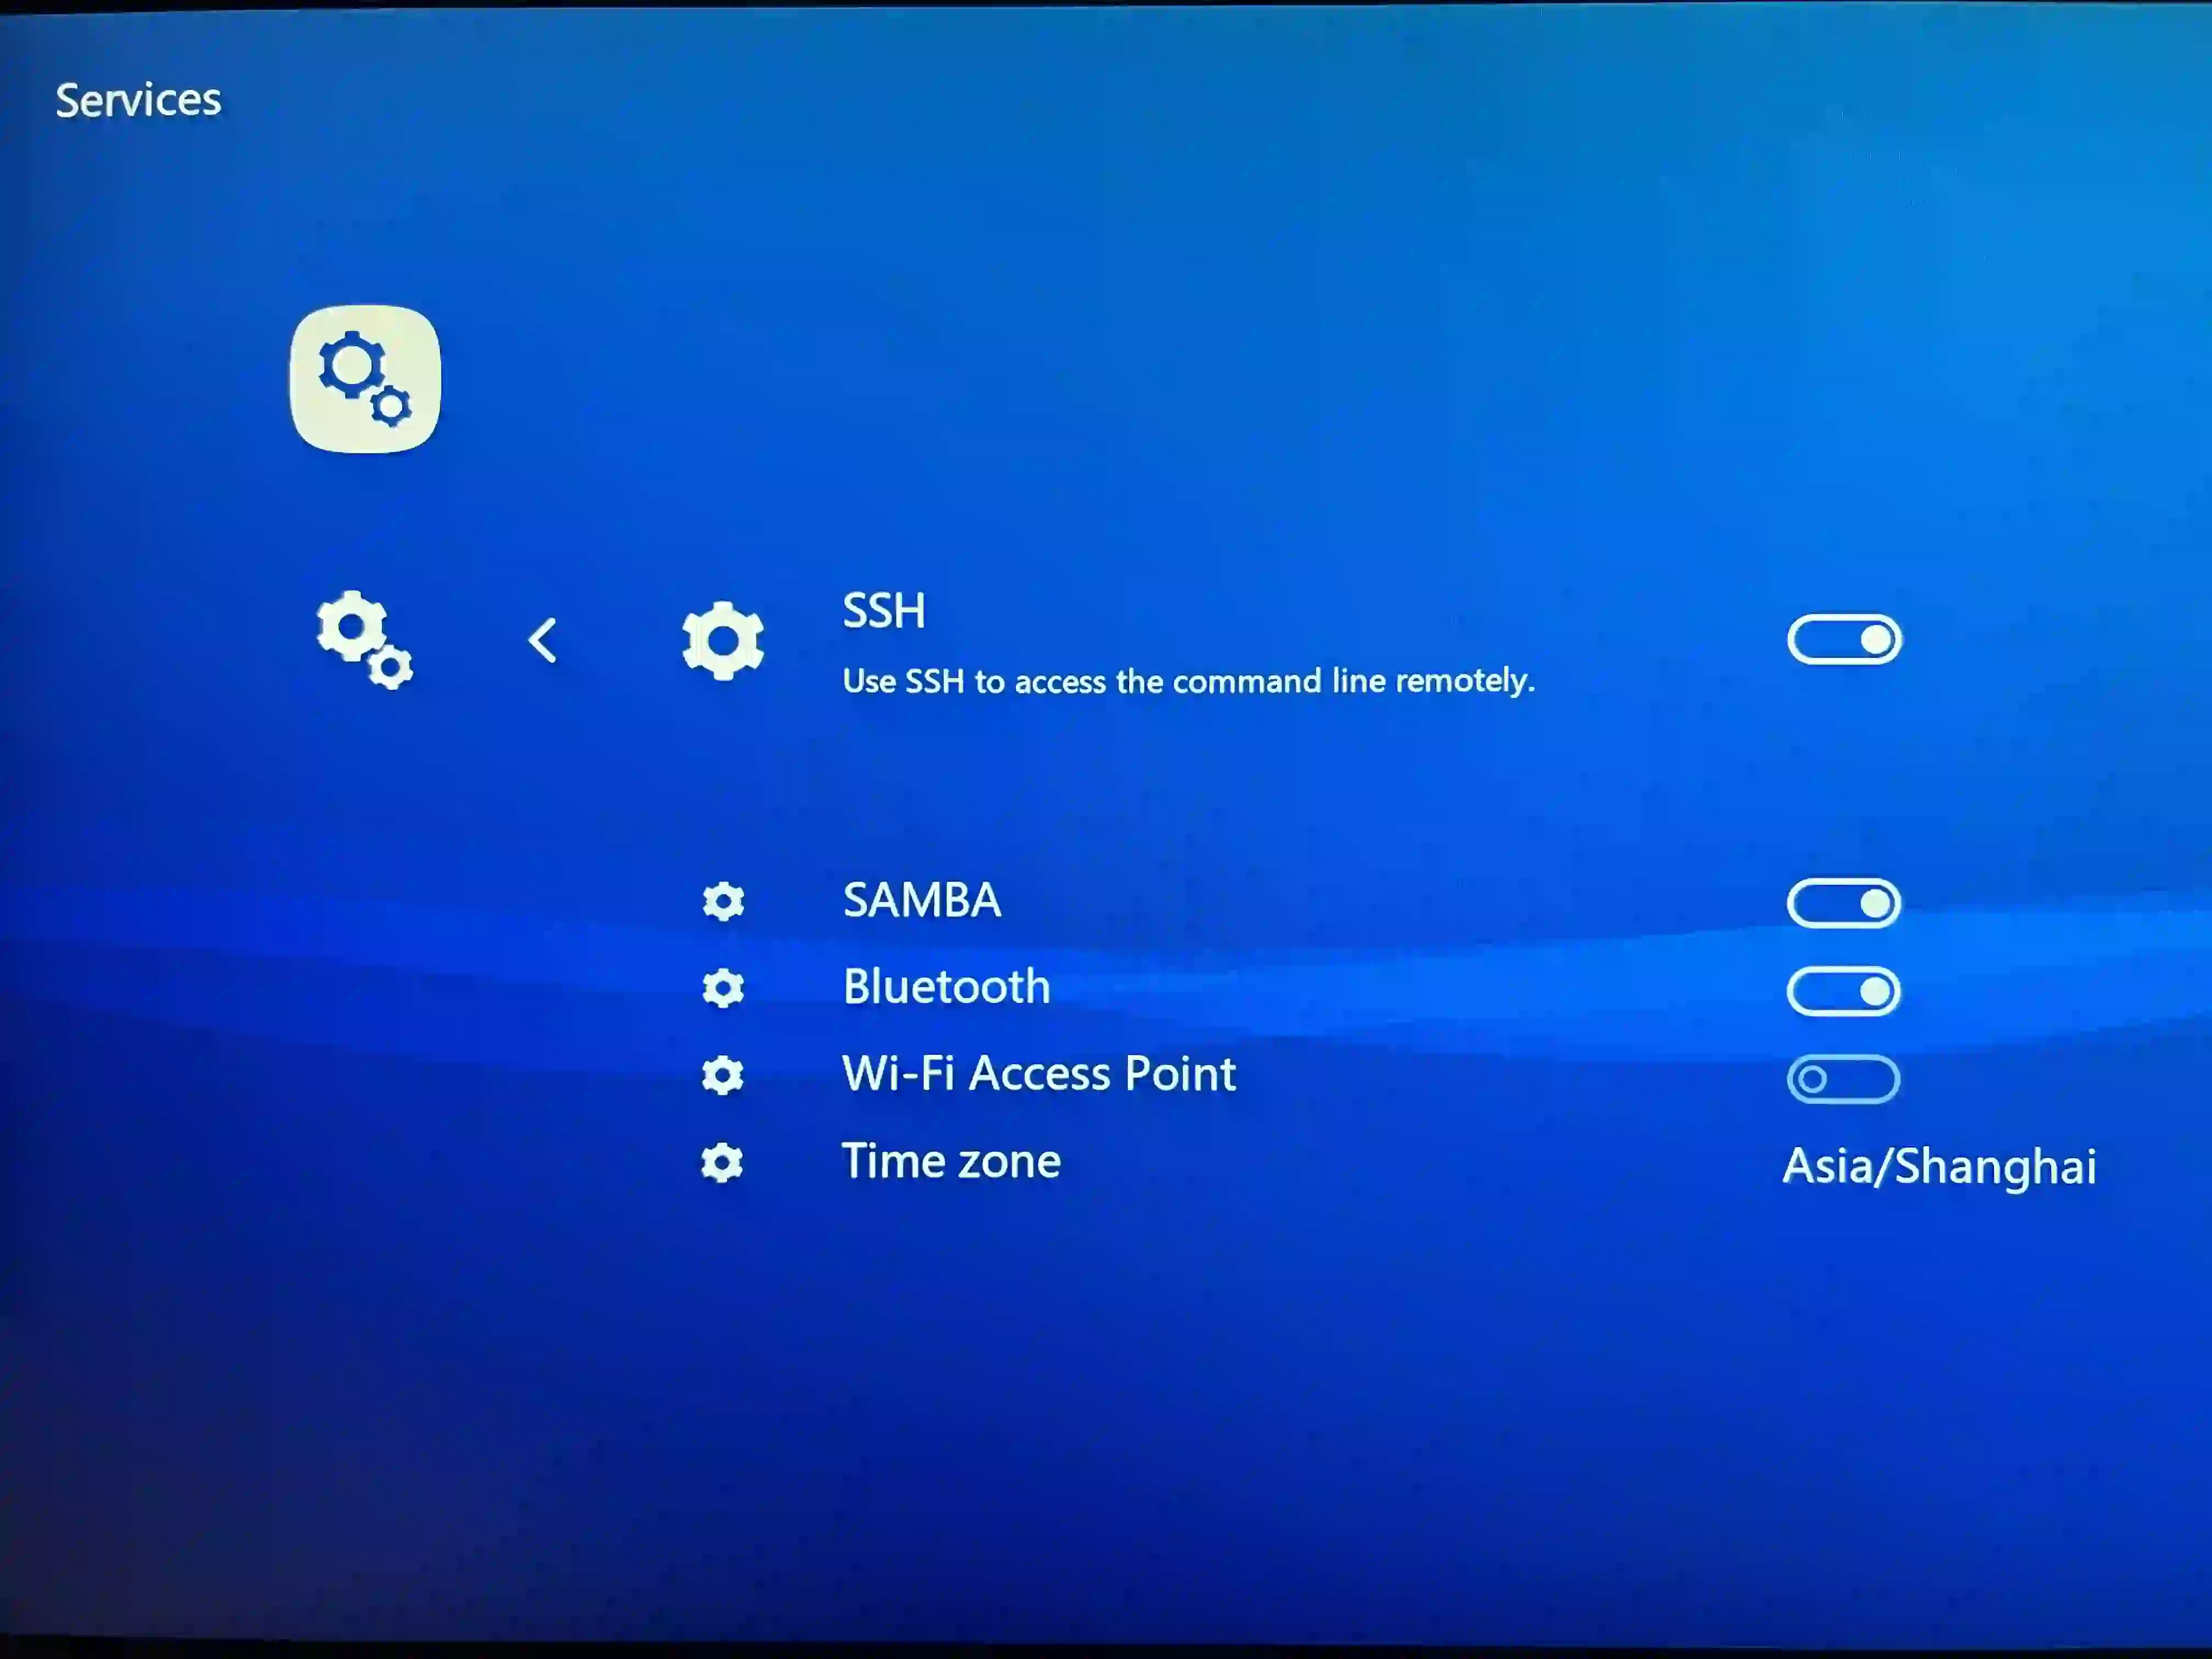 Services
SSH
Use SSH to access the command line remotely.
SAMBA
Bluetooth
Wi-Fi Access Point
Time zone
Asia/Shanghai